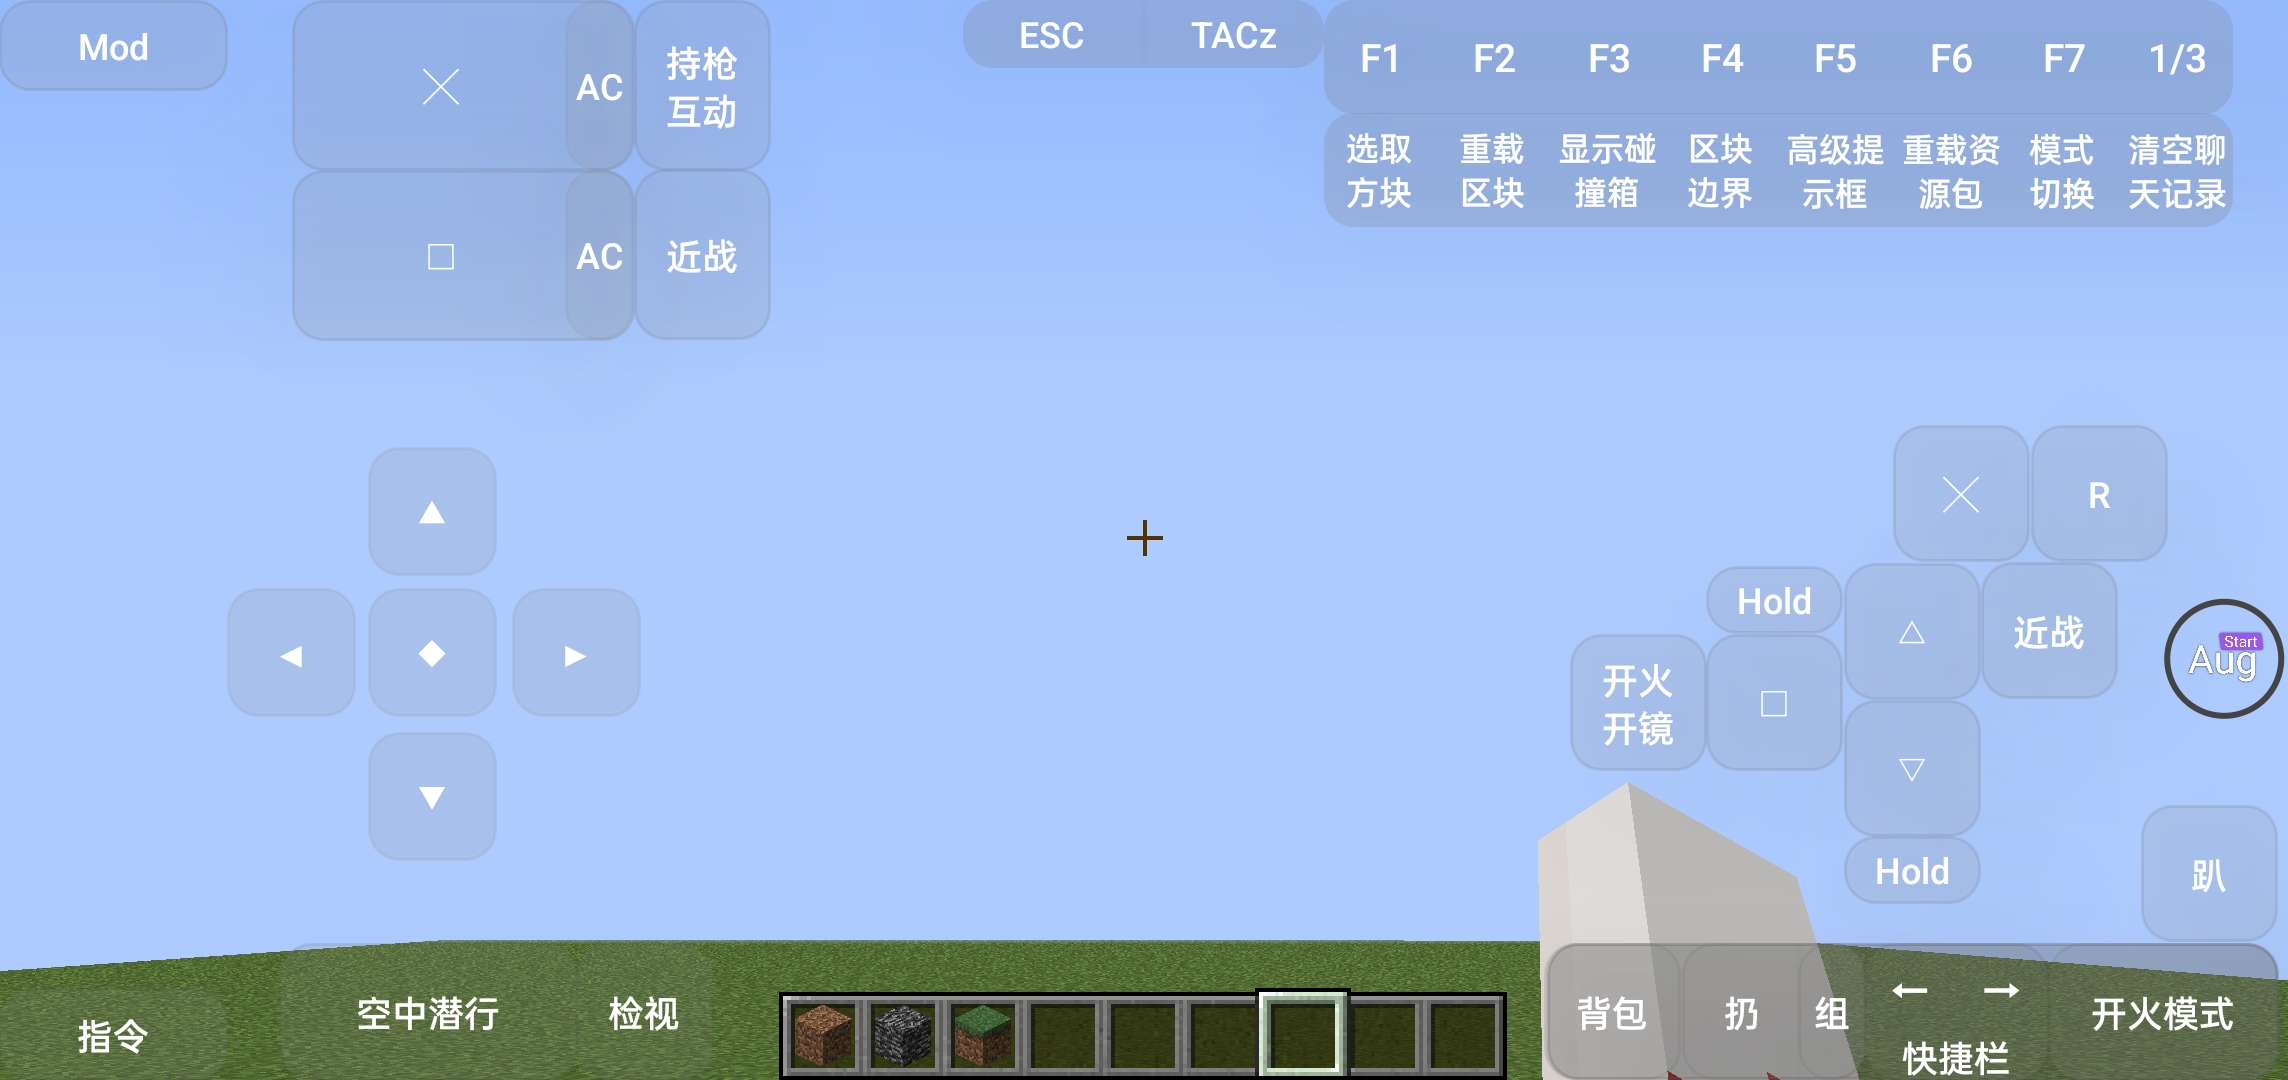 Mod
AC
持枪
互动
ESC
TACz
F1
F2
F3
F4
F5
F6
F7
1/3
选取
方块
重载
区块
显示碰
撞箱
区块
边界
高级提
示框
重载资
源包
模式
切换
清空聊
天记录
AC
近战
R
Hold
近战
开火
开镜
Start
Aug
Hold
趴
指令
空中潜行
检视
背包
扔
组
快捷栏
开火模式